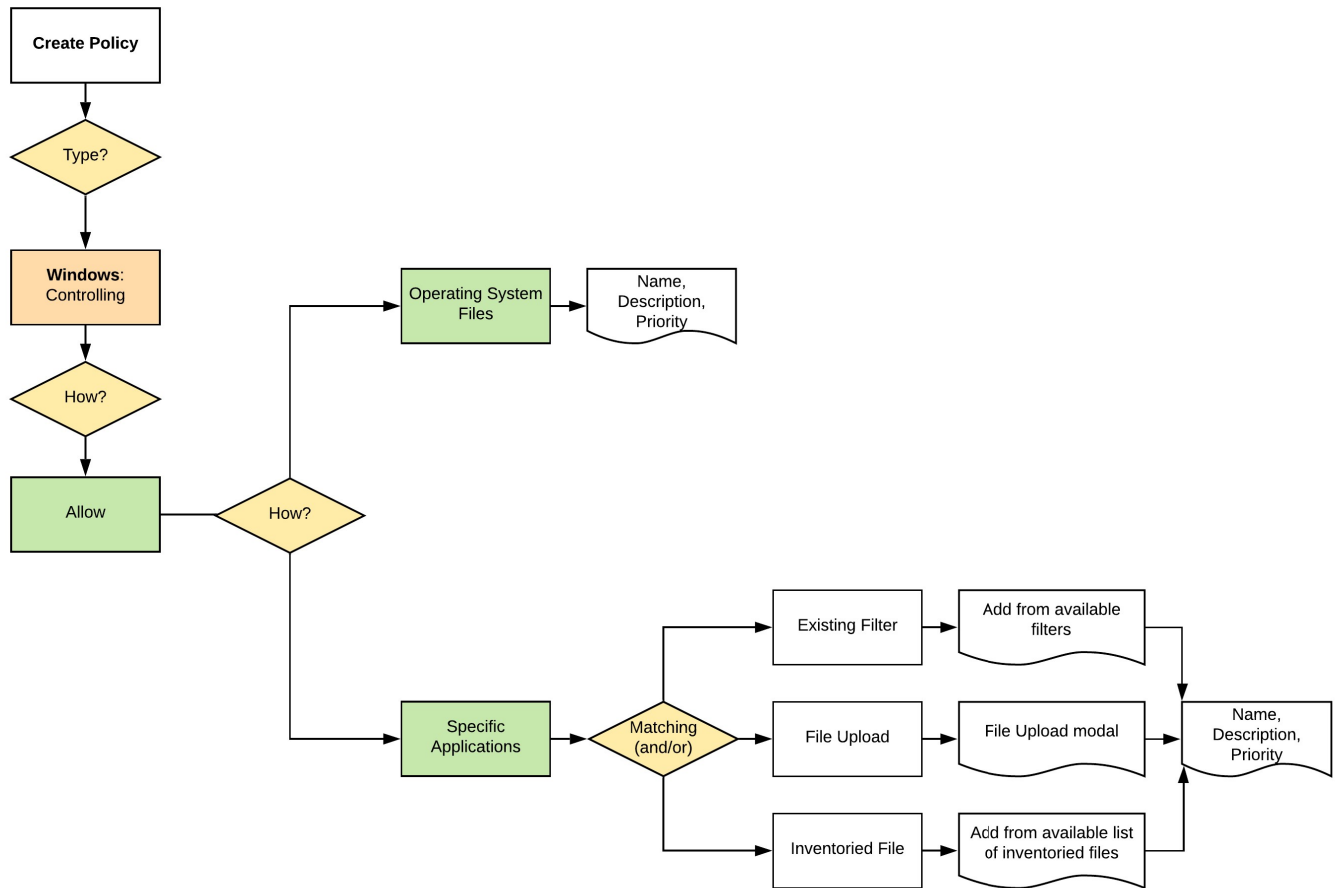 Create Policy
Type?
Windows:
Controlling
How?
Allow
How?
Operating System
Files
Name,
Description,
Priority
Specific
Applications
Matching
(and/or)
Existing Filter
Add from available
filters
File Upload
File Upload modal
Inventoried File
Add from available list
of inventoried files
Name,
Description,
Priority